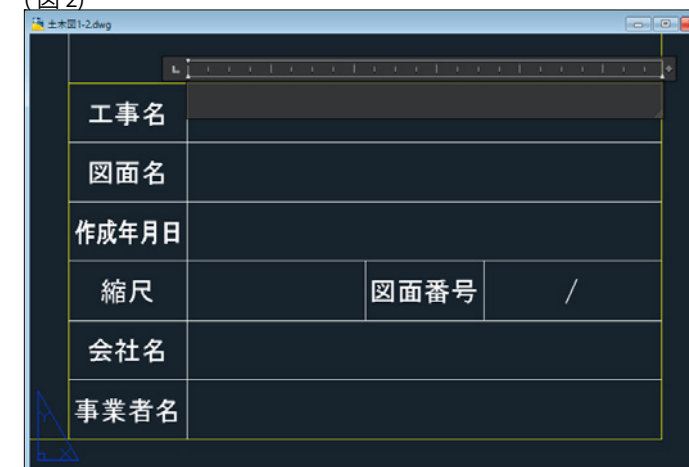 (図2)
土木図1-2.dwg
工事名
図面名
作成年月日
縮尺 図面番号 /
会社名
事業者名